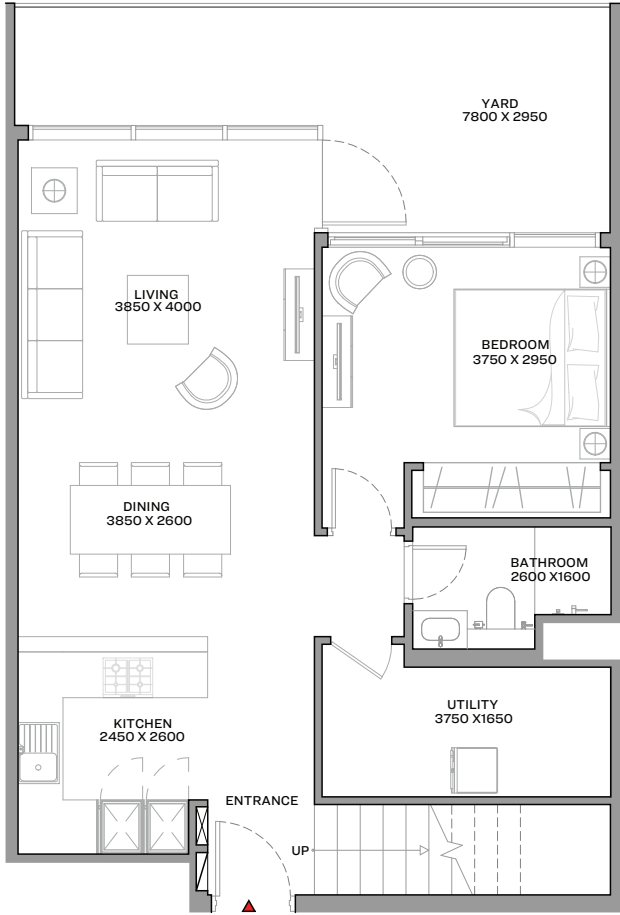 YARD
7800 X 2950
LIVING
3850 X 4000
BEDROOM
3750 X 2950
DINING
3850 X 2600
BATHROOM
2600 X1600
UTILITY
3750 X1650
KITCHEN
2450 X 2600
ENTRANCE
UP